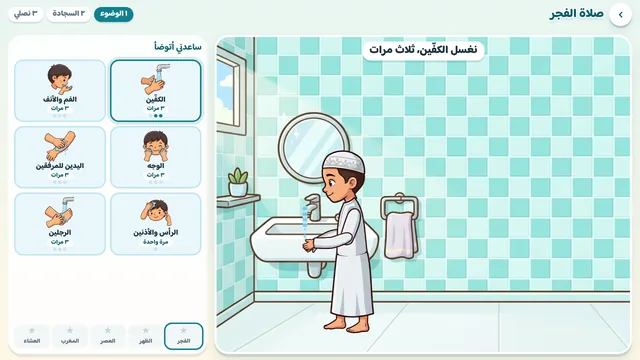 صلاة الفجر
١ الوضوء
٢ السجادة
٣ نصلي
نغسل الكفّين، ثلاث مرات
ساعدني أتوضأ
الكفّين
٣ مرات
الفم والأنف
٣ مرات
الوجه
٣ مرات
اليدين للمرفقين
٣ مرات
الرأس والأذنين
مرة واحدة
الرجلين
٣ مرات
الفجر
الظهر
العصر
المغرب
العشاء